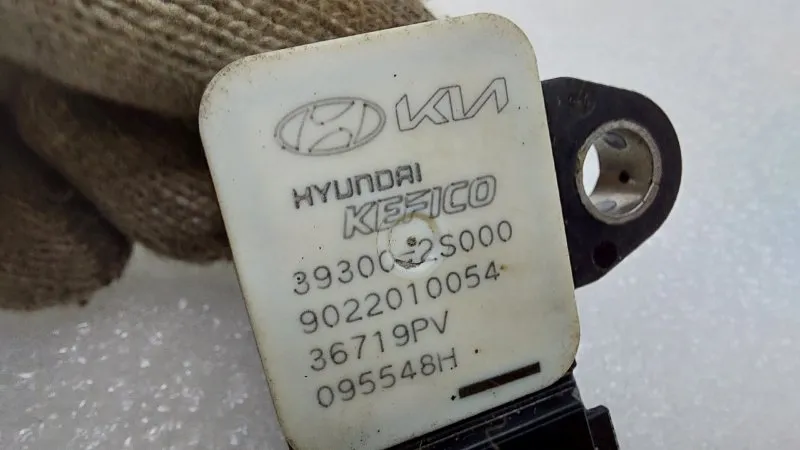 KIA
HYUNDAI
KEFICO
39300-2S000
9022010054
36719PV
095548H